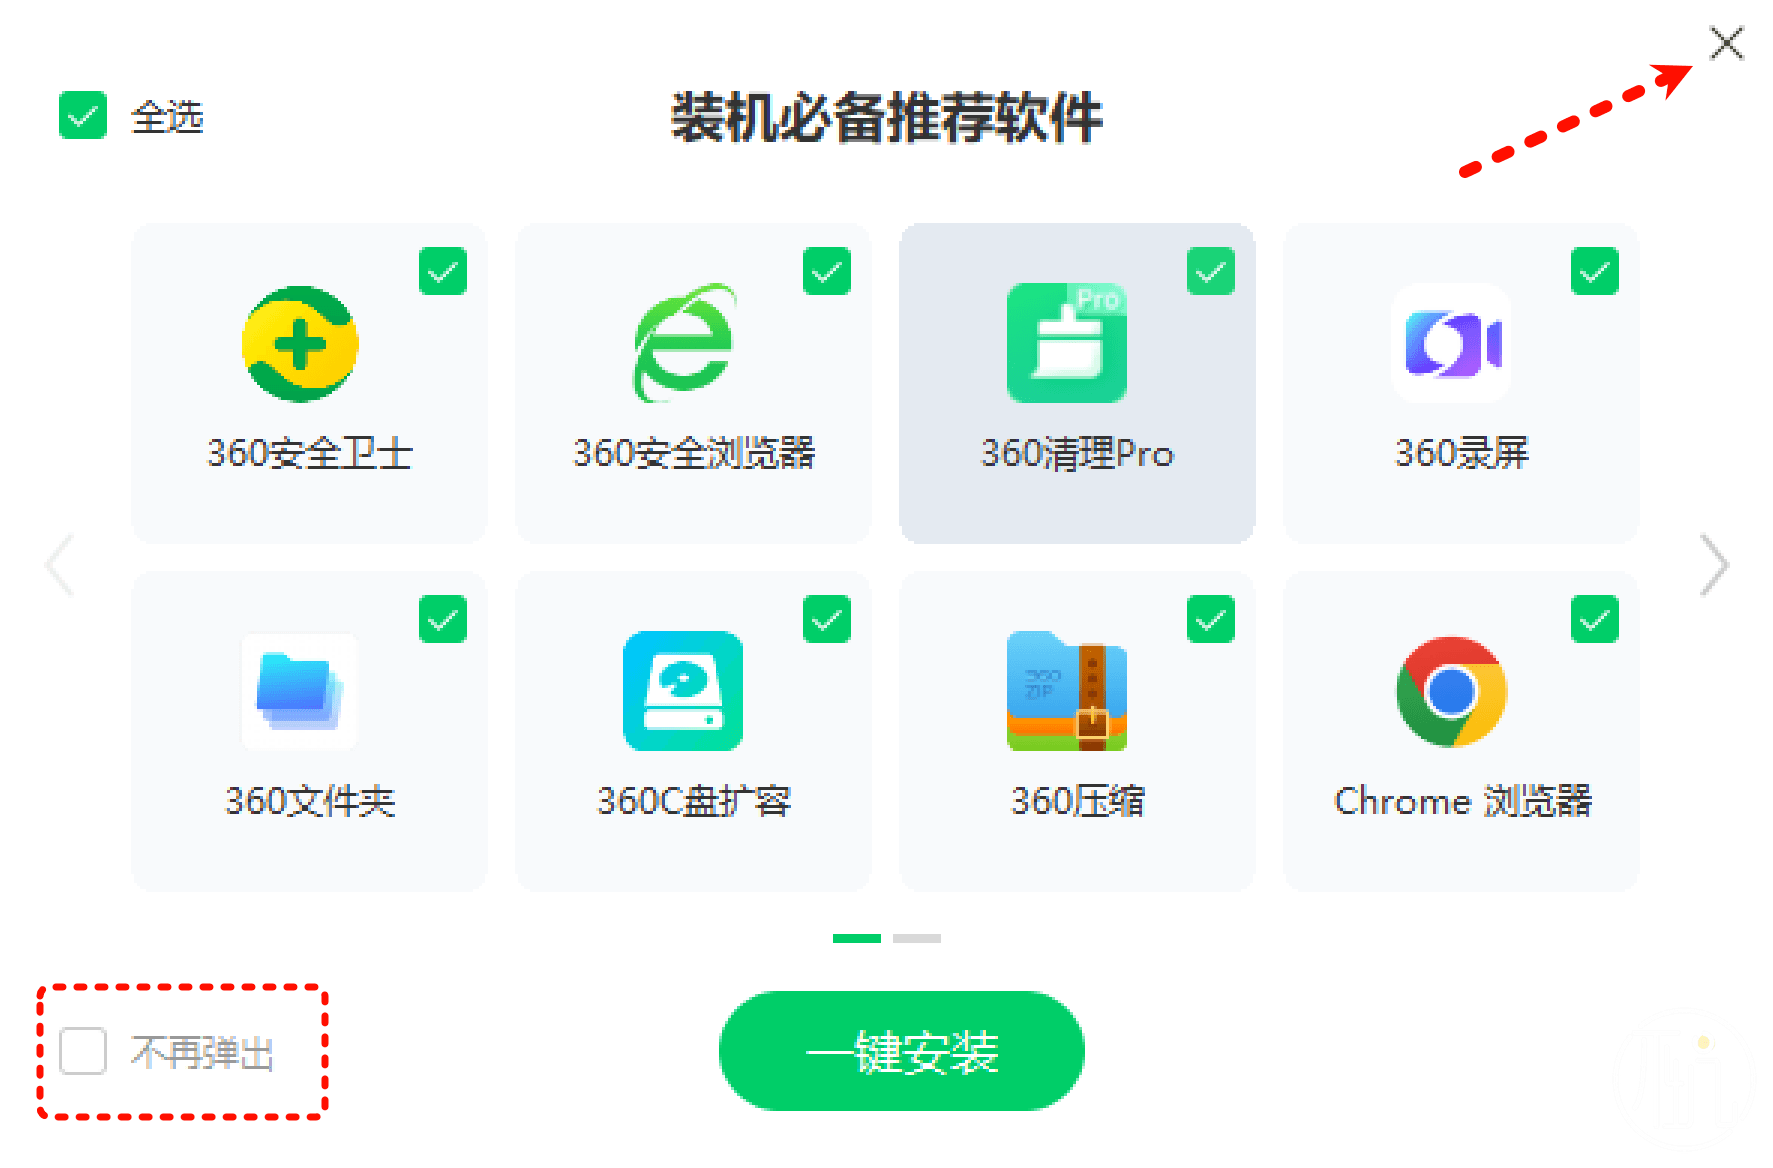 全选
装机必备推荐软件
Pro
360安全卫士
360安全浏览器
360清理Pro
360录屏
360
ZIP
360文件夹
360C盘扩容
360压缩
Chrome 浏览器
不再弹出
一键安装